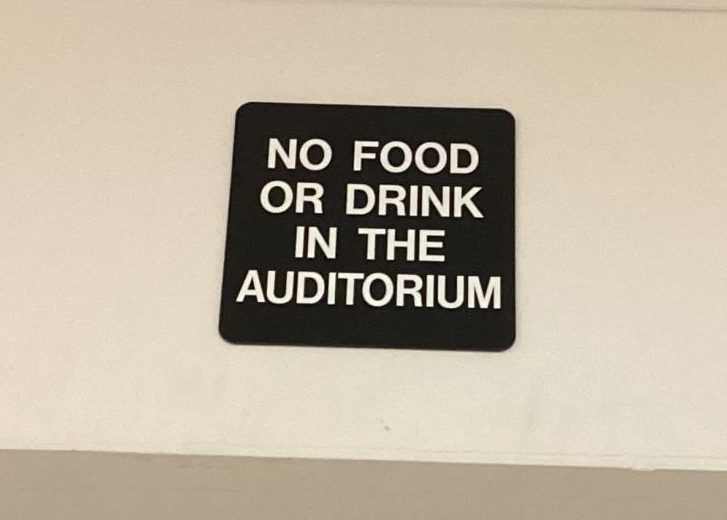 NO FOOD
OR DRINK
IN THE
AUDITORIUM